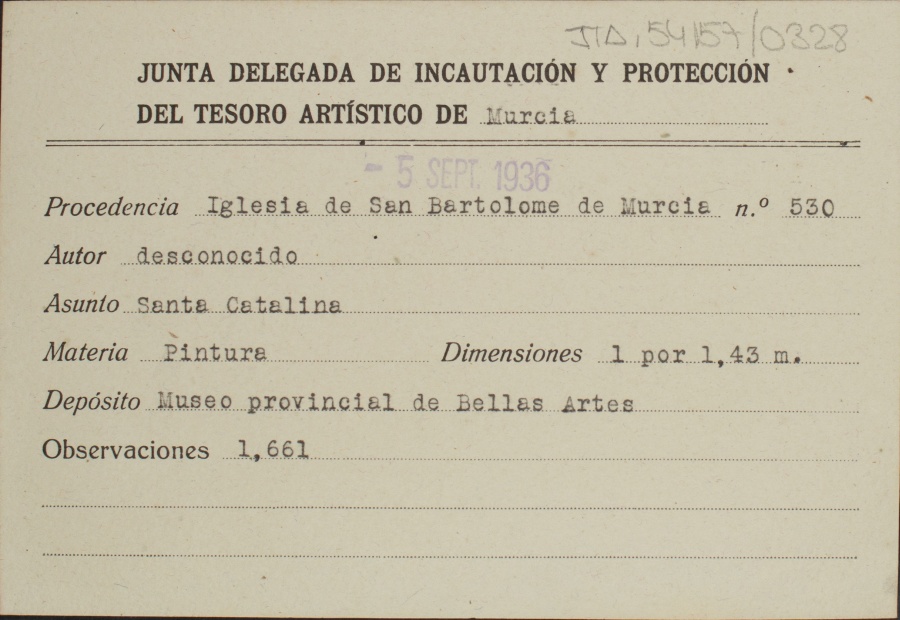 JTA, 54157/0328
JUNTA DELEGADA DE INCAUTACIÓN Y PROTECCIÓN
DEL TESORO ARTÍSTICO DE Murcia
- 5 SEPT. 1936
Procedencia Iglesia de San Bartolome de Murcia n.º 530
Autor desconocido
Asunto Santa Catalina
Materia Pintura Dimensiones 1 por 1,43 m.
Depósito Museo provincial de Bellas Artes
Observaciones 1,661